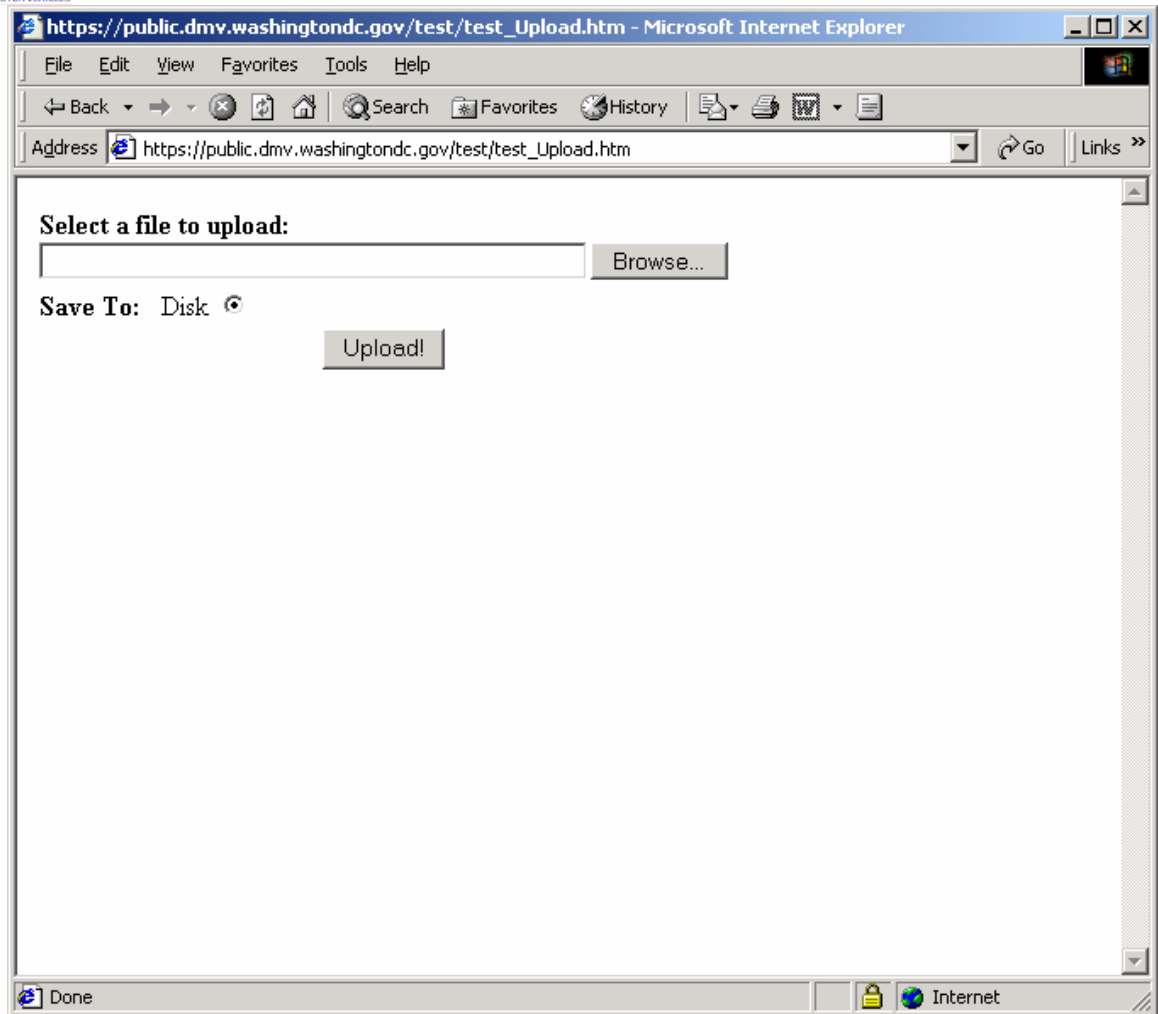 https://public.dmv.washingtondc.gov/test/test_Upload.htm - Microsoft Internet Explorer
File Edit View Favorites Tools Help
Back Search Favorites History
Address https://public.dmv.washingtondc.gov/test/test_Upload.htm Go Links »
Select a file to upload:
Browse...
Save To: Disk
Upload!
Done Internet